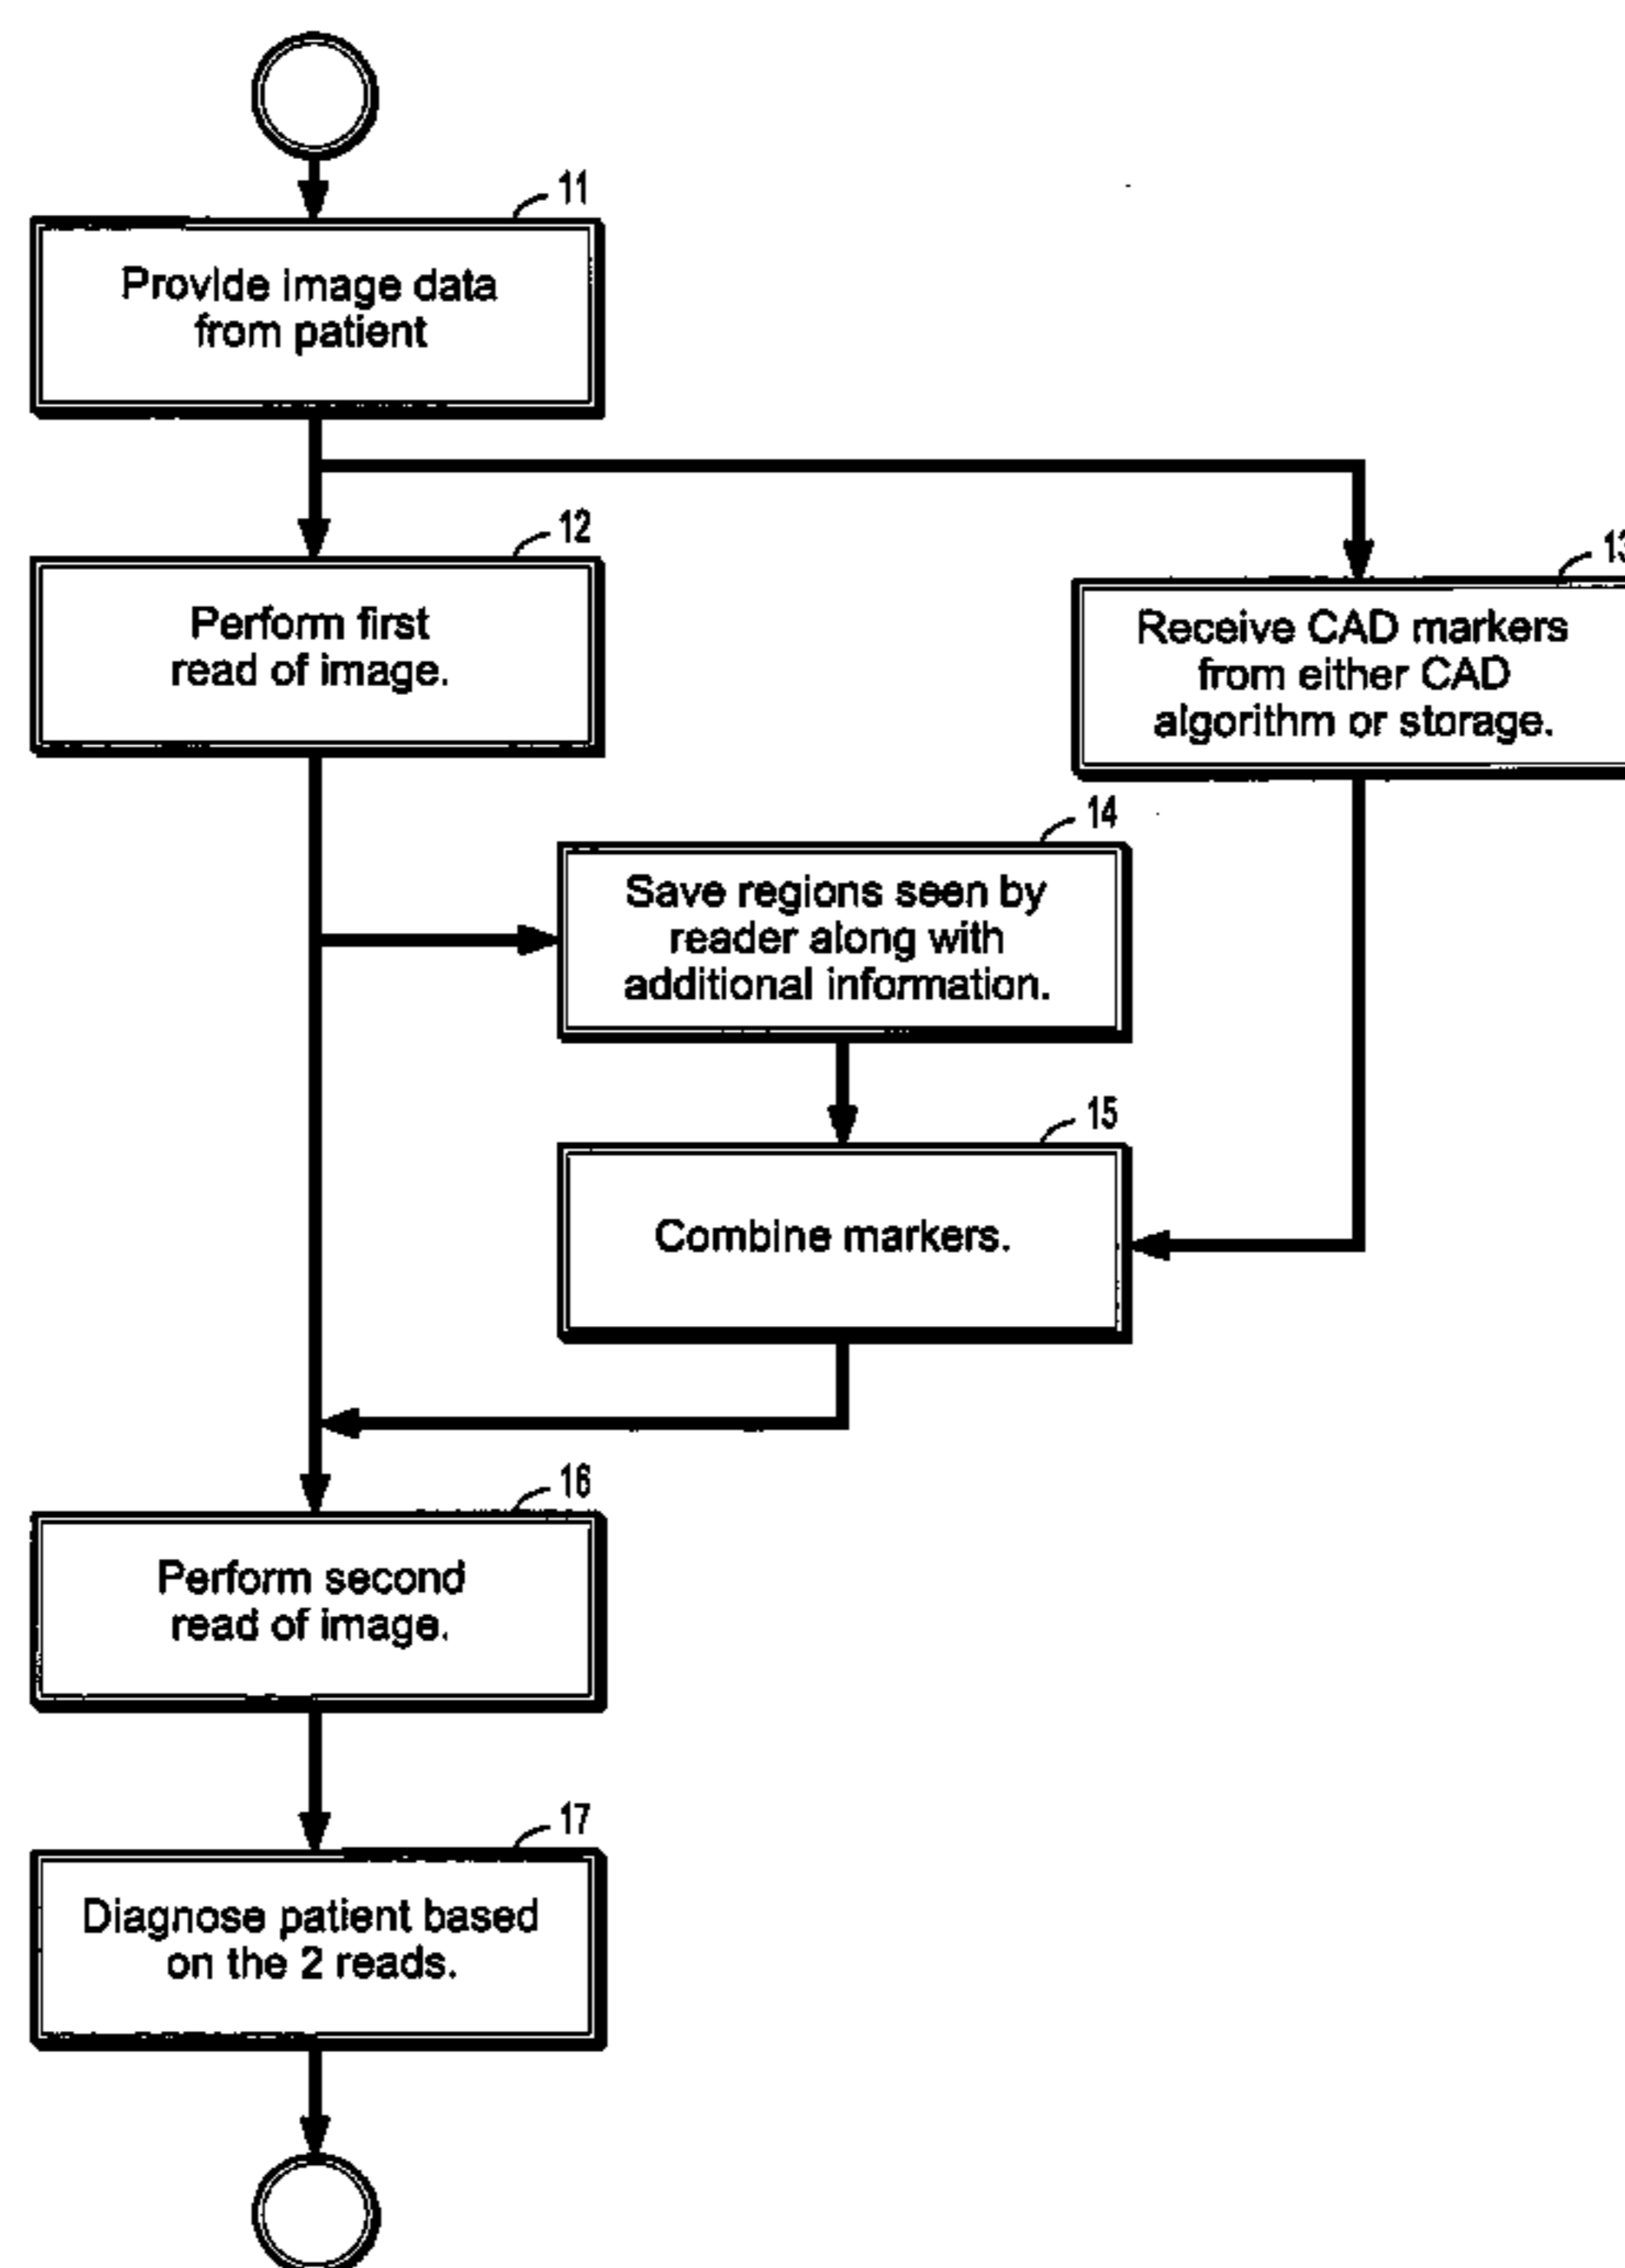 11
Provide image data
from patient
12
Perform first
read of image.
13
Receive CAD markers
from either CAD
algorithm or storage.
14
Save regions seen by
reader along with
additional information.
15
Combine markers.
16
Perform second
read of image.
17
Diagnose patient based
on the 2 reads.